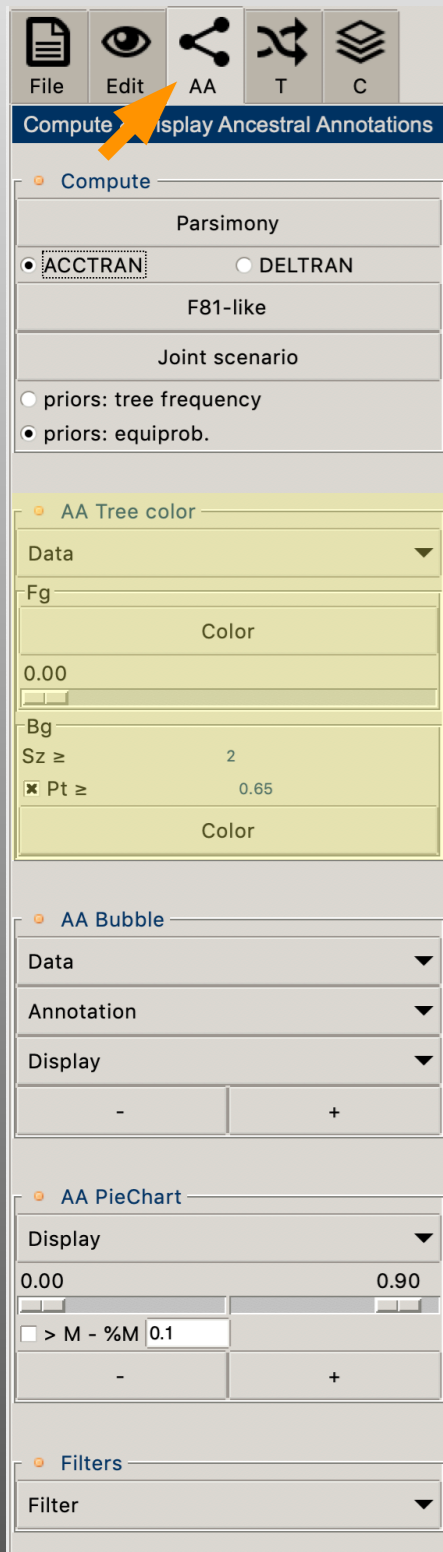 File Edit AA T C
Compute & Display Ancestral Annotations
Compute
Parsimony
ACCTRAN DELTRAN
F81-like
Joint scenario
priors: tree frequency
priors: equiprob.
AA Tree color
Data
Fg
Color
0.00
Bg
Sz ≥ 2
Pt ≥ 0.65
Color
AA Bubble
Data
Annotation
Display
- +
AA PieChart
Display
0.00 0.90
> M - %M 0.1
- +
Filters
Filter